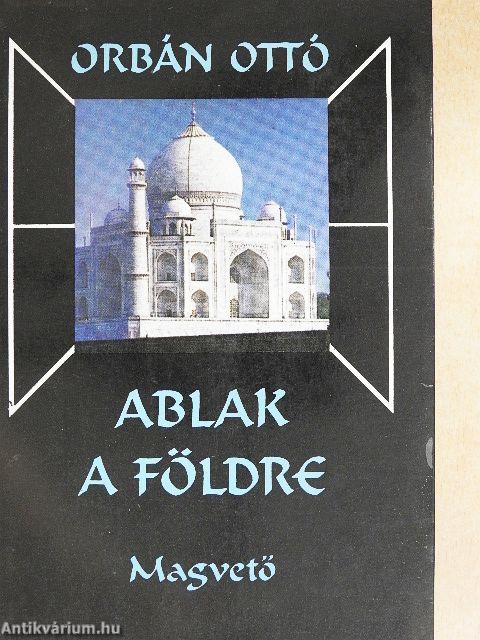 ORBÁN OTTÓ
ABLAK
A FÖLDRE
Magvető
Antikvárium.hu